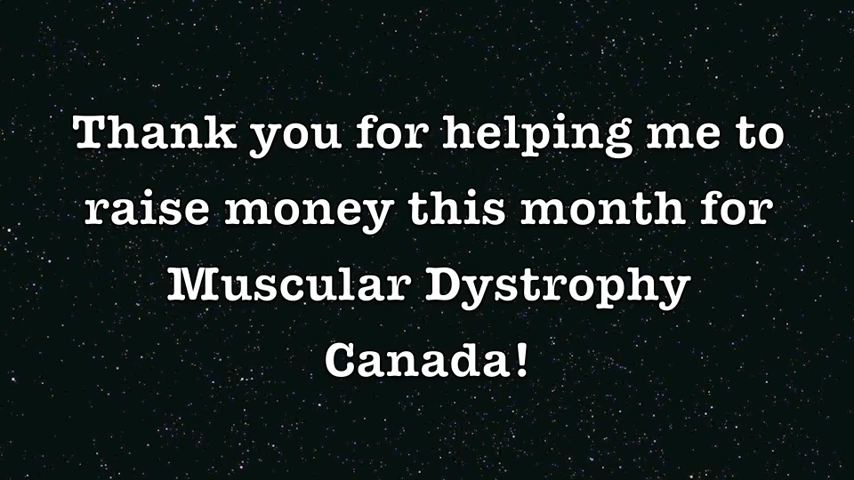 Thank you for helping me to
raise money this month for
Muscular Dystrophy
Canada!